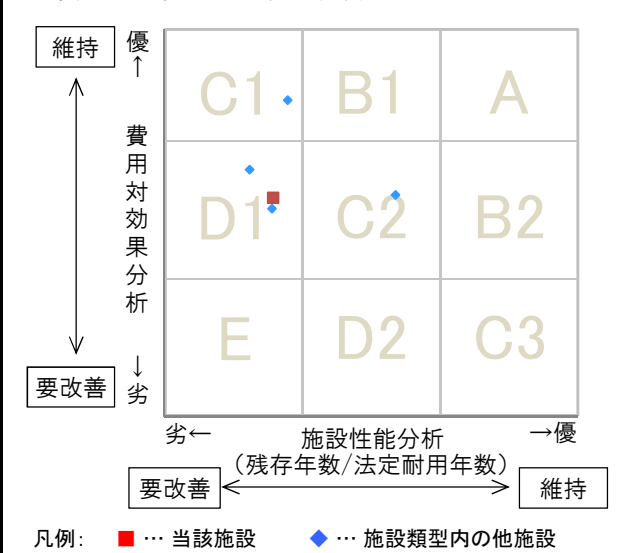 維持
優
↑
費用対効果分析
↓
劣
要改善
C1 B1 A
D1 C2 B2
E D2 C3
劣← 施設性能分析 →優
（残存年数/法定耐用年数）
要改善 維持
凡例: ■ … 当該施設 ◆ … 施設類型内の他施設